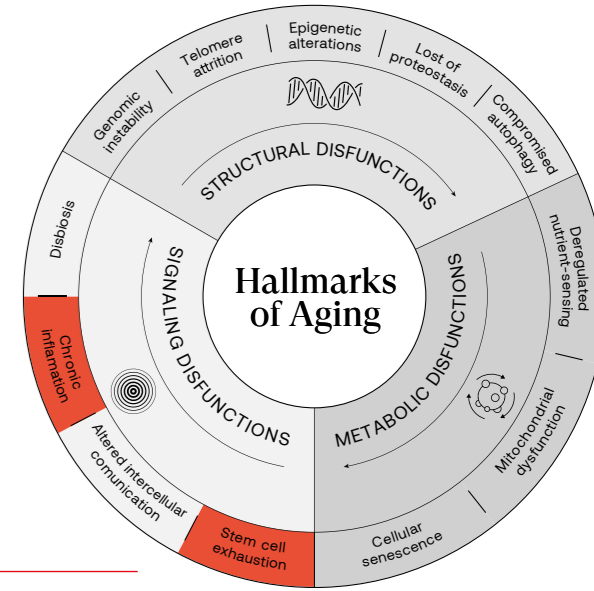 Hallmarks
of Aging
STRUCTURAL DISFUNCTIONS
Genomic
instability
Telomere
attrition
Epigenetic
alterations
Lost of
proteostasis
Compromised
autophagy
METABOLIC DISFUNCTIONS
Deregulated
nutrient-sensing
Mitochondrial
dysfunction
Cellular
senescence
SIGNALING DISFUNCTIONS
Stem cell
exhaustion
Altered intercellular
comunication
Chronic
inflamation
Disbiosis